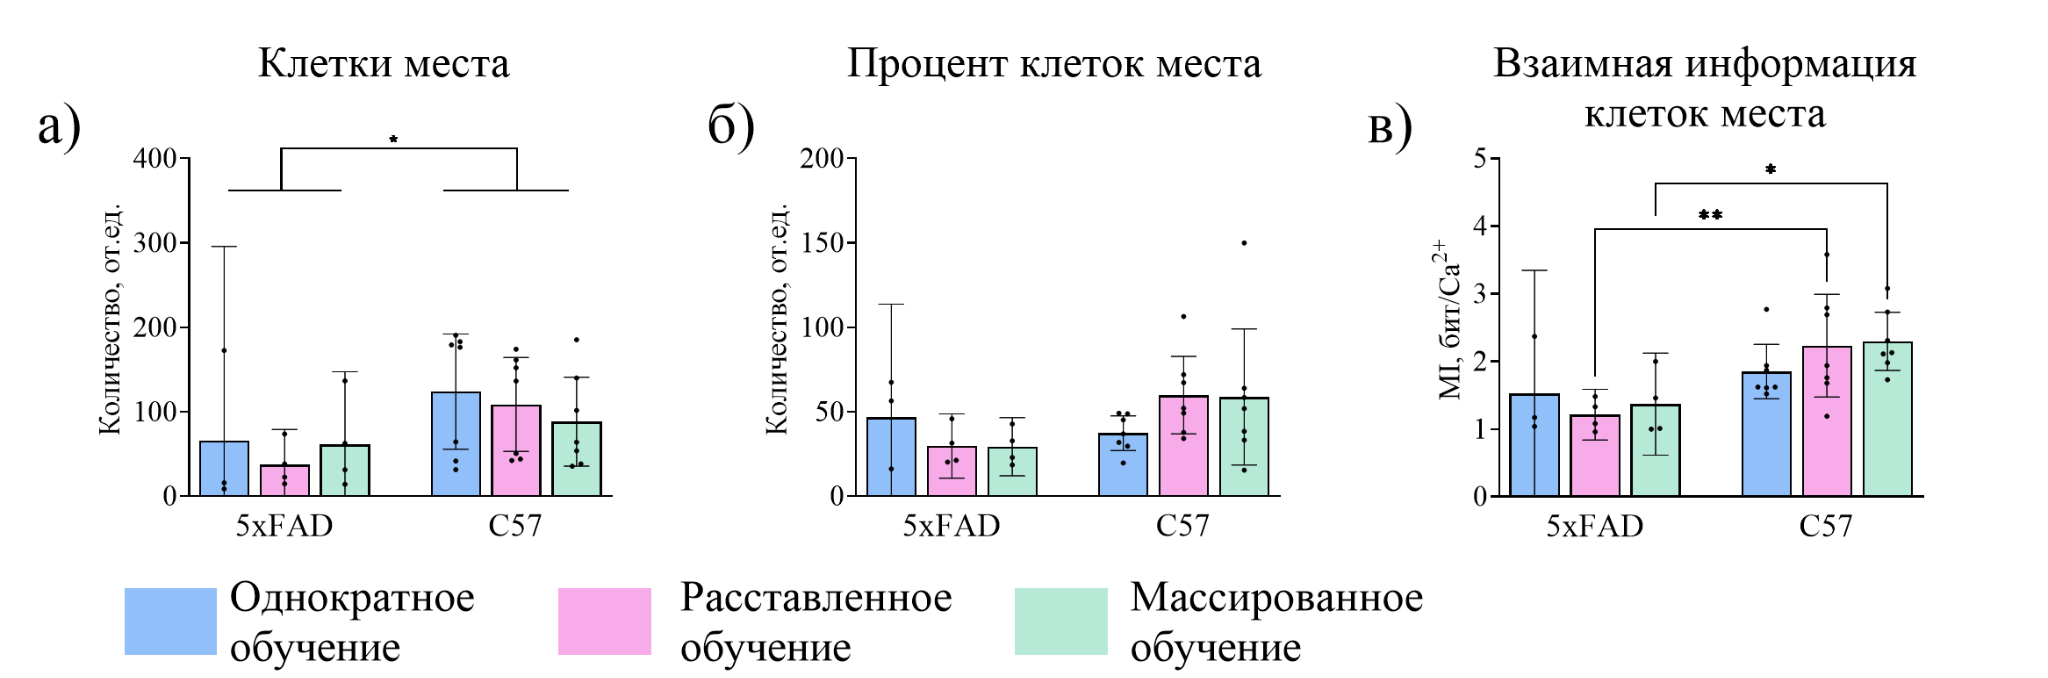 Клетки места
а)
*
400
300
200
100
0
Количество, от.ед.
5xFAD C57
Процент клеток места
б)
200
150
100
50
0
Количество, от.ед.
5xFAD C57
Взаимная информация
клеток места
в)
*
**
5
4
3
2
1
0
MI, бит/Ca²⁺
5xFAD C57
Однократное
обучение
Расставленное
обучение
Массированное
обучение